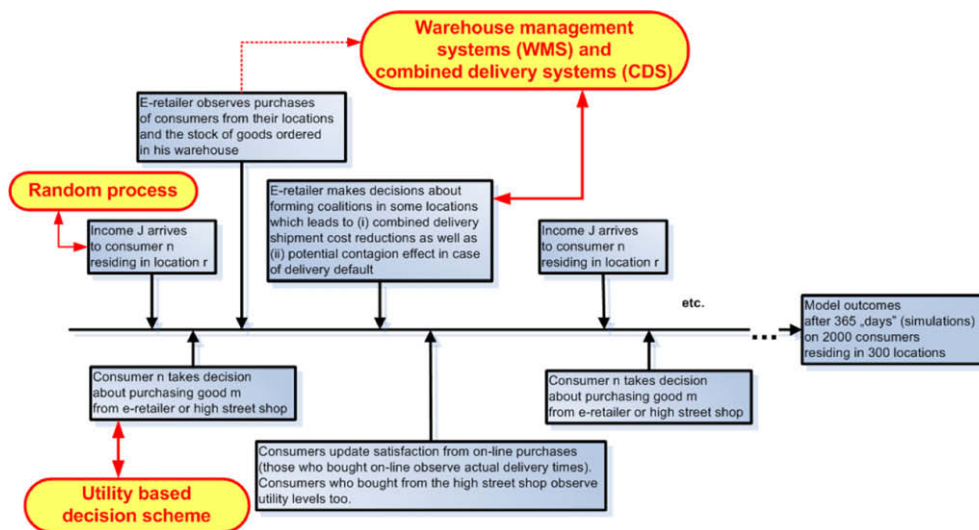 Warehouse management
systems (WMS) and
combined delivery systems (CDS)
E-retailer observes purchases
of consumers from their locations
and the stock of goods ordered
in his warehouse
Random process
Income J arrives
to consumer n
residing in location r
E-retailer makes decisions about
forming coalitions in some locations
which leads to (i) combined delivery
shipment cost reductions as well as
(ii) potential contagion effect in case
of delivery default
Income J arrives
to consumer n
residing in location r
etc.
...
Model outcomes
after 365 „days” (simulations)
on 2000 consumers
residing in 300 locations
Consumer n takes decision
about purchasing good m
from e-retailer or high street shop
Consumers update satisfaction from on-line purchases
(those who bought on-line observe actual delivery times).
Consumers who bought from the high street shop observe
utility levels too.
Consumer n takes decision
about purchasing good m
from e-retailer or high street shop
Utility based
decision scheme